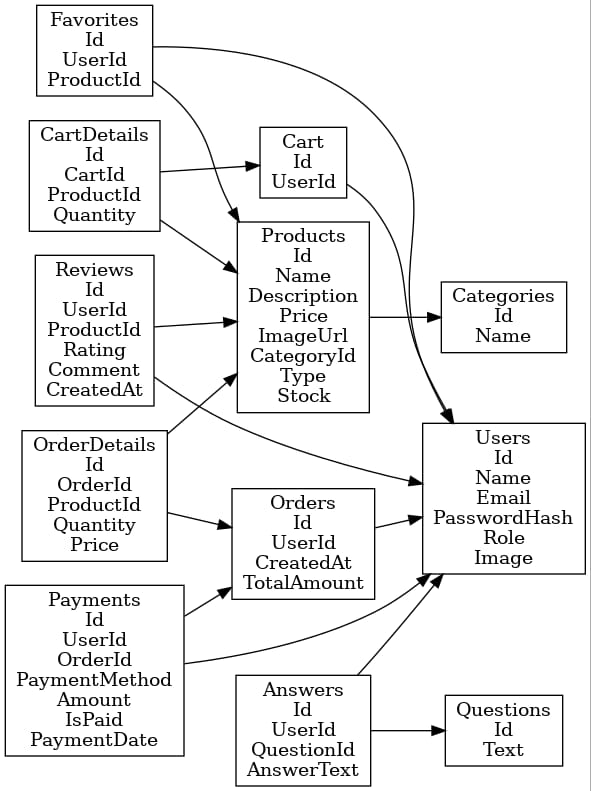 Favorites
Id
UserId
ProductId
CartDetails
Id
CartId
ProductId
Quantity
Cart
Id
UserId
Reviews
Id
UserId
ProductId
Rating
Comment
CreatedAt
Products
Id
Name
Description
Price
ImageUrl
CategoryId
Type
Stock
Categories
Id
Name
OrderDetails
Id
OrderId
ProductId
Quantity
Price
Orders
Id
UserId
CreatedAt
TotalAmount
Users
Id
Name
Email
PasswordHash
Role
Image
Payments
Id
UserId
OrderId
PaymentMethod
Amount
IsPaid
PaymentDate
Answers
Id
UserId
QuestionId
AnswerText
Questions
Id
Text